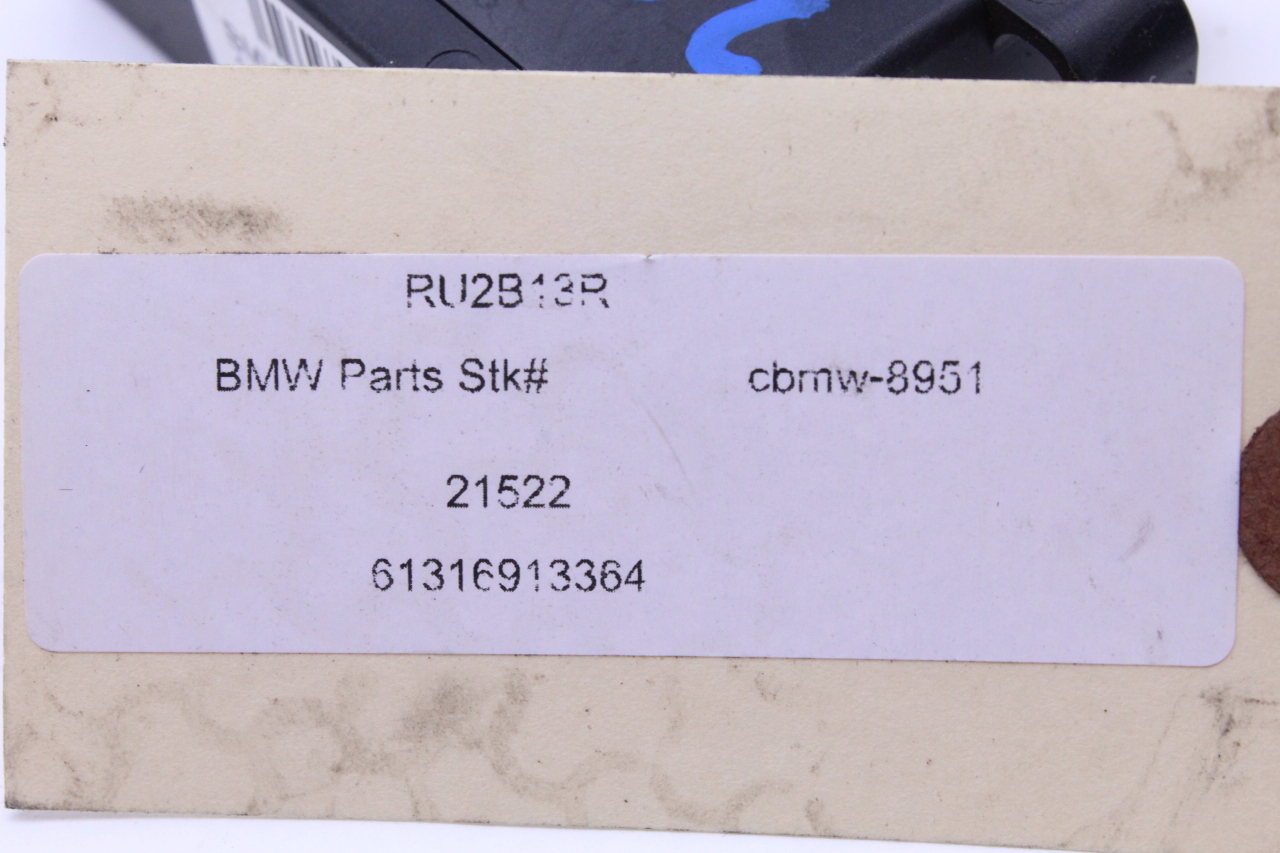 RU2B13R
BMW Parts Stk# cbmw-8951
21522
61316913364